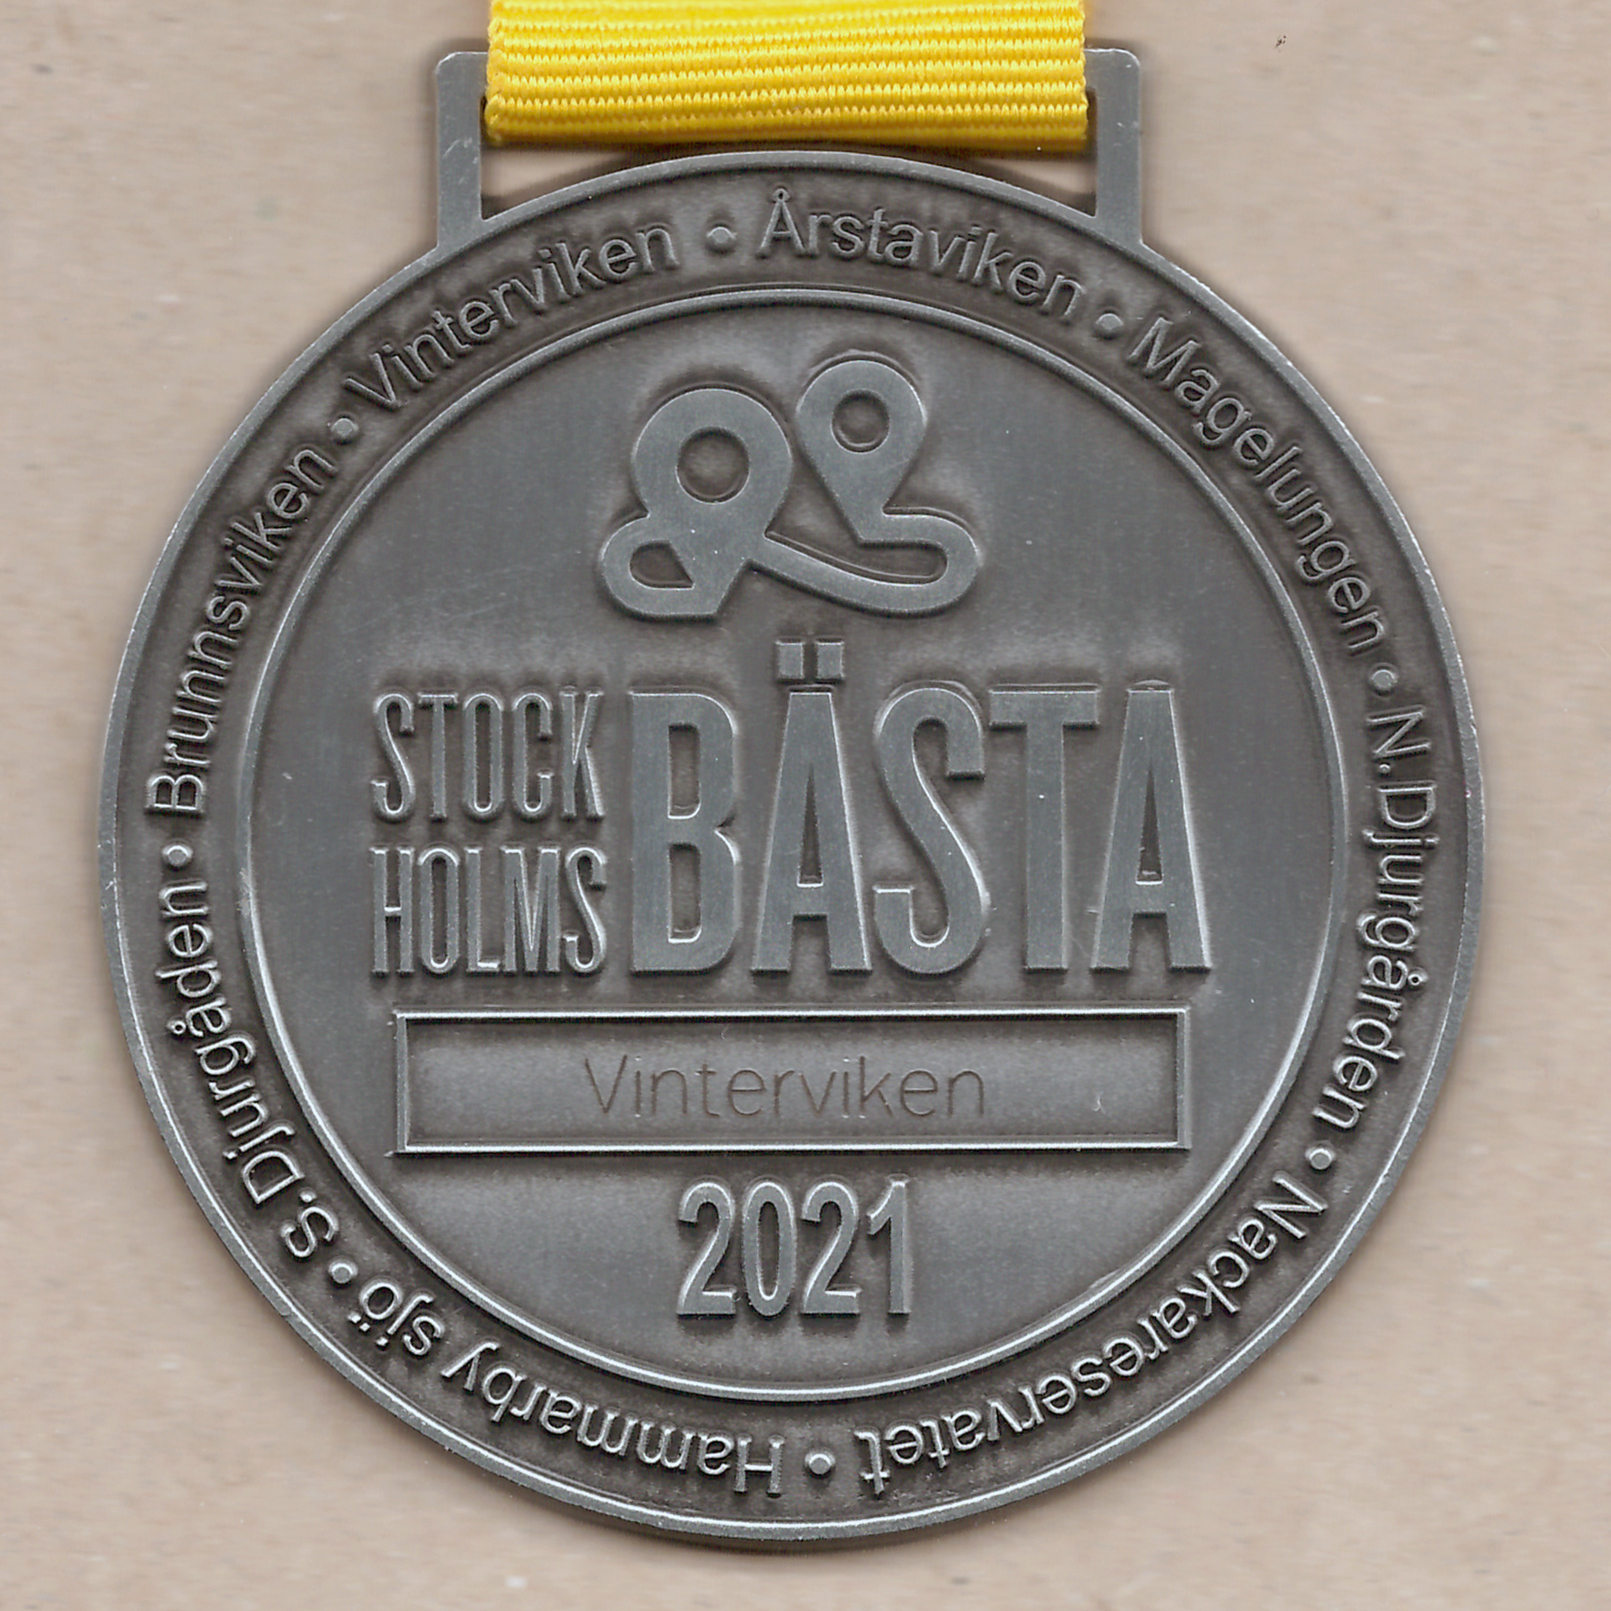 Vinterviken • Årstaviken • Magelungen • N.Djurgården • Nackareservatet • Hammarby sjö • S.Djurgåden • Brunnsviken •
STOCK
HOLMS
BÄSTA
Vinterviken
2021